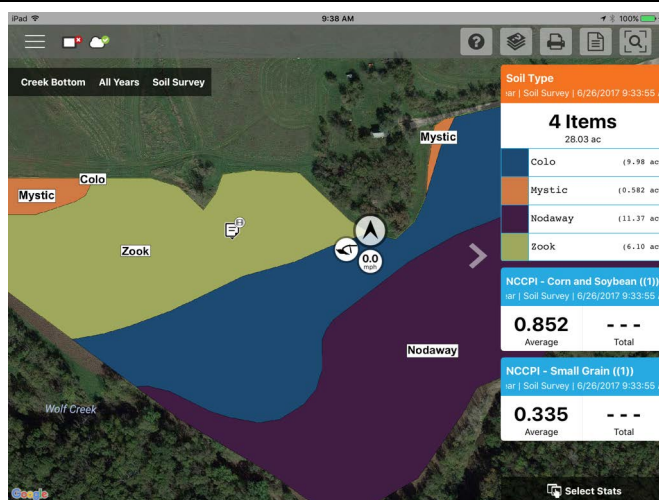 iPad 9:38 AM 100%
Creek Bottom All Years Soil Survey
Soil Type
ear | Soil Survey | 6/26/2017 9:33:55
4 Items
28.03 ac
Colo (9.98 ac
Mystic (0.582 ac
Nodaway (11.37 ac
Zook (6.10 ac
NCCPI - Corn and Soybean ((1))
ear | Soil Survey | 6/26/2017 9:33:55
0.852 - - -
Average Total
NCCPI - Small Grain ((1))
ear | Soil Survey | 6/26/2017 9:33:55
0.335 - - -
Average Total
Select Stats
Mystic
Colo
Mystic
Zook
0.0
mph
Nodaway
Wolf Creek
Google